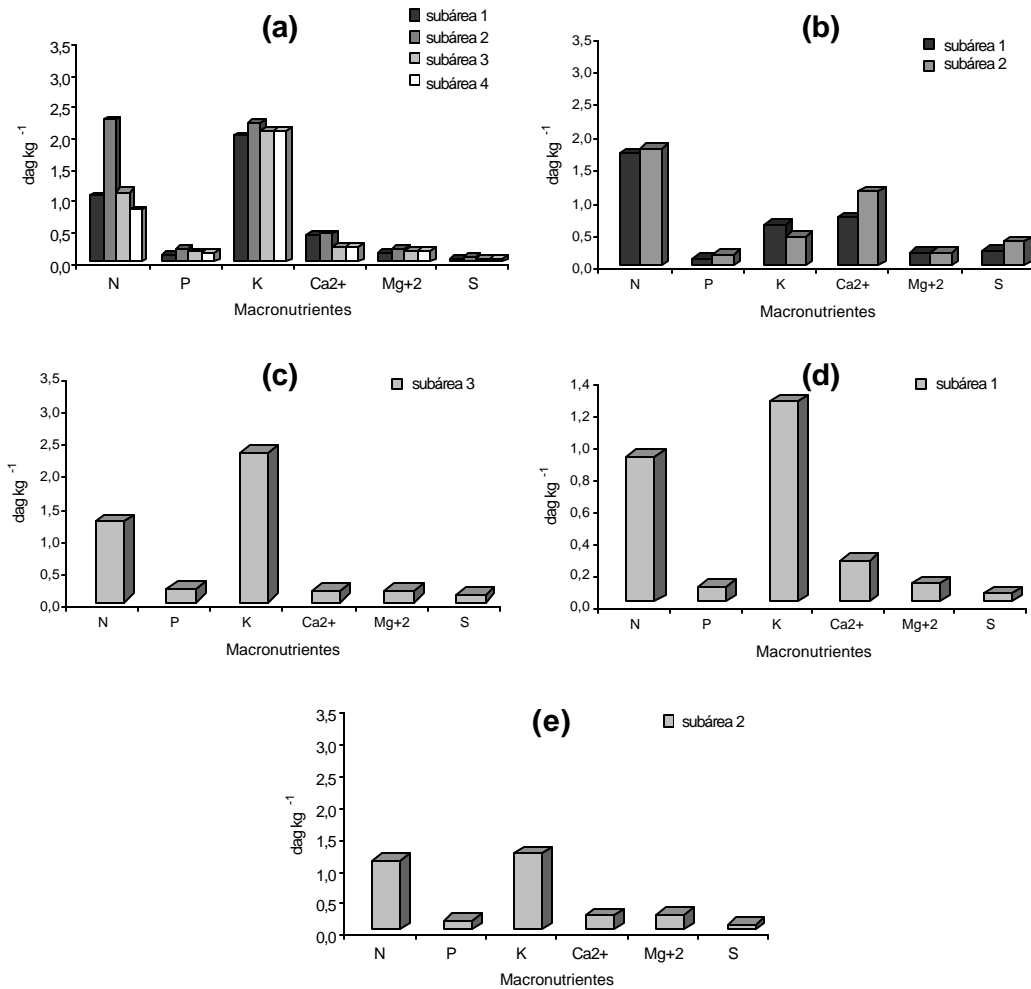 (a)
subárea 1
subárea 2
subárea 3
subárea 4
3,5
3,0
2,5
2,0
1,5
1,0
0,5
0,0
dag kg -1
N P K Ca2+ Mg+2 S
Macronutrientes
(b)
subárea 1
subárea 2
3,5
3,0
2,5
2,0
1,5
1,0
0,5
0,0
dag kg -1
N P K Ca2+ Mg+2 S
Macronutrientes
(c)
subárea 3
3,5
3,0
2,5
2,0
1,5
1,0
0,5
0,0
dag kg -1
N P K Ca2+ Mg+2 S
Macronutrientes
(d)
subárea 1
1,4
1,2
1,0
0,8
0,6
0,4
0,2
0,0
dag kg -1
N P K Ca2+ Mg+2 S
Macronutrientes
(e)
subárea 2
3,5
3,0
2,5
2,0
1,5
1,0
0,5
0,0
dag kg -1
N P K Ca2+ Mg+2 S
Macronutrientes